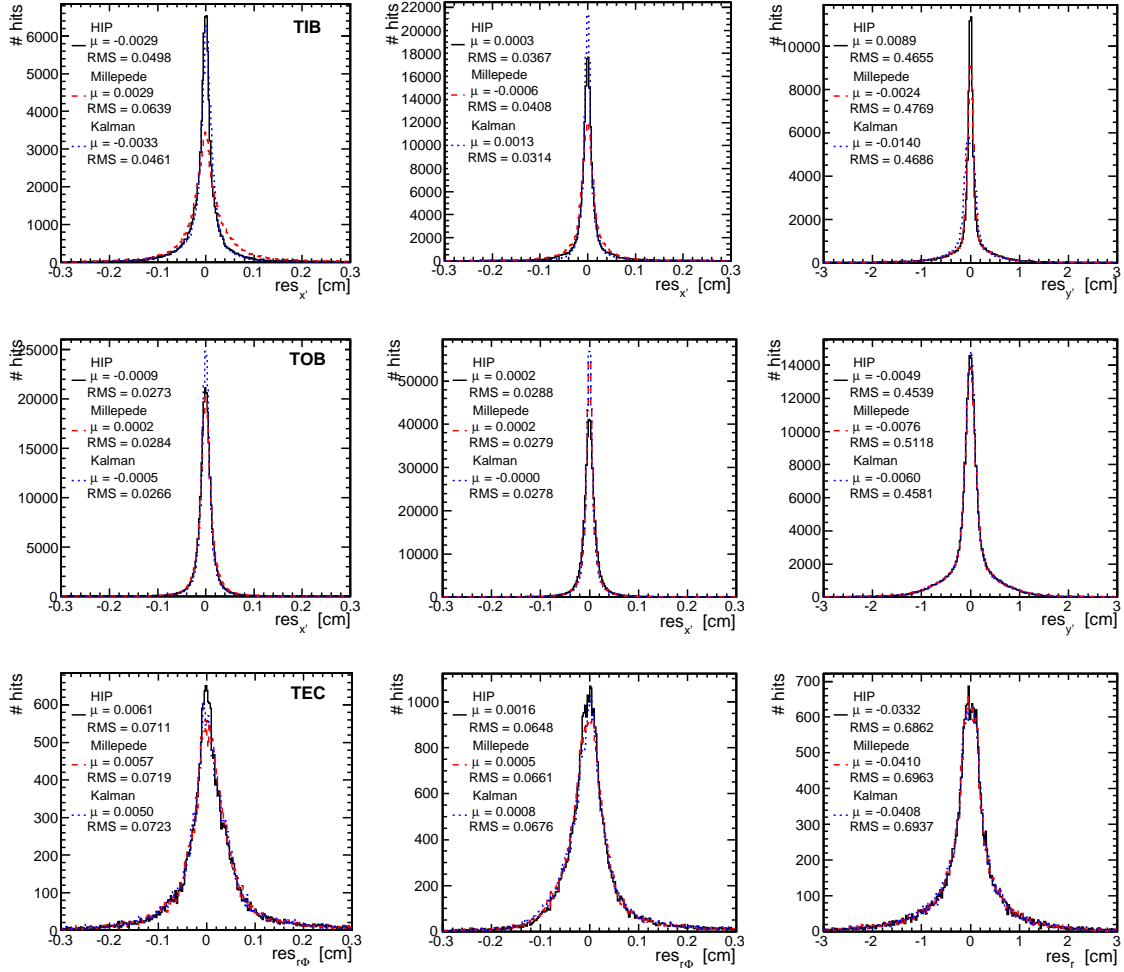 # hits
TIB
HIP
μ = -0.0029
RMS = 0.0498
Millepede
μ = 0.0029
RMS = 0.0639
Kalman
μ = -0.0033
RMS = 0.0461
6000
5000
4000
3000
2000
1000
0
-0.3 -0.2 -0.1 0 0.1 0.2 0.3
res x' [cm]
# hits
HIP
μ = 0.0003
RMS = 0.0367
Millepede
μ = -0.0006
RMS = 0.0408
Kalman
μ = 0.0013
RMS = 0.0314
22000
20000
18000
16000
14000
12000
10000
8000
6000
4000
2000
0
-0.3 -0.2 -0.1 0 0.1 0.2 0.3
res x' [cm]
# hits
HIP
μ = 0.0089
RMS = 0.4655
Millepede
μ = -0.0024
RMS = 0.4769
Kalman
μ = -0.0140
RMS = 0.4686
10000
8000
6000
4000
2000
0
-3 -2 -1 0 1 2 3
res y' [cm]
# hits
TOB
HIP
μ = -0.0009
RMS = 0.0273
Millepede
μ = 0.0002
RMS = 0.0284
Kalman
μ = -0.0005
RMS = 0.0266
25000
20000
15000
10000
5000
0
-0.3 -0.2 -0.1 0 0.1 0.2 0.3
res x' [cm]
# hits
HIP
μ = 0.0002
RMS = 0.0288
Millepede
μ = 0.0002
RMS = 0.0279
Kalman
μ = -0.0000
RMS = 0.0278
50000
40000
30000
20000
10000
0
-0.3 -0.2 -0.1 0 0.1 0.2 0.3
res x' [cm]
# hits
HIP
μ = -0.0049
RMS = 0.4539
Millepede
μ = -0.0076
RMS = 0.5118
Kalman
μ = -0.0060
RMS = 0.4581
14000
12000
10000
8000
6000
4000
2000
0
-3 -2 -1 0 1 2 3
res y' [cm]
# hits
TEC
HIP
μ = 0.0061
RMS = 0.0711
Millepede
μ = 0.0057
RMS = 0.0719
Kalman
μ = 0.0050
RMS = 0.0723
600
500
400
300
200
100
0
-0.3 -0.2 -0.1 0 0.1 0.2 0.3
res rΦ [cm]
# hits
HIP
μ = 0.0016
RMS = 0.0648
Millepede
μ = 0.0005
RMS = 0.0661
Kalman
μ = 0.0008
RMS = 0.0676
1000
800
600
400
200
0
-0.3 -0.2 -0.1 0 0.1 0.2 0.3
res rΦ [cm]
# hits
HIP
μ = -0.0332
RMS = 0.6862
Millepede
μ = -0.0410
RMS = 0.6963
Kalman
μ = -0.0408
RMS = 0.6937
700
600
500
400
300
200
100
0
-3 -2 -1 0 1 2 3
res r [cm]